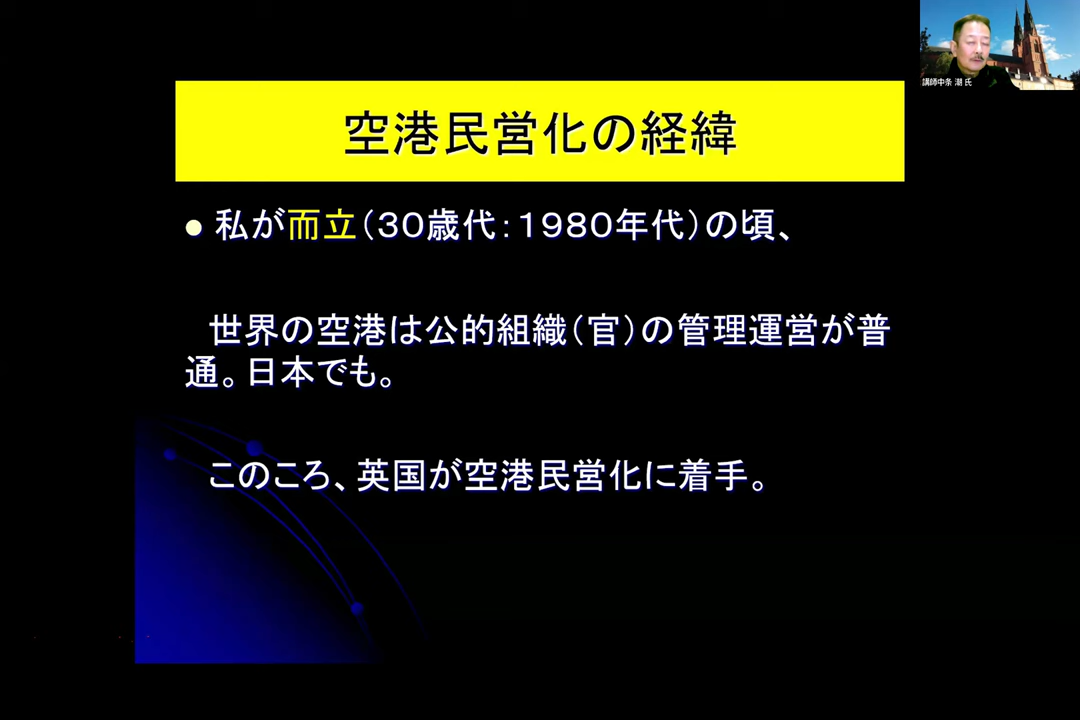 空港民営化の経緯
講師中条 潮 氏
● 私が而立（３０歳代：１９８０年代）の頃、
世界の空港は公的組織（官）の管理運営が普
通。日本でも。
このころ、英国が空港民営化に着手。